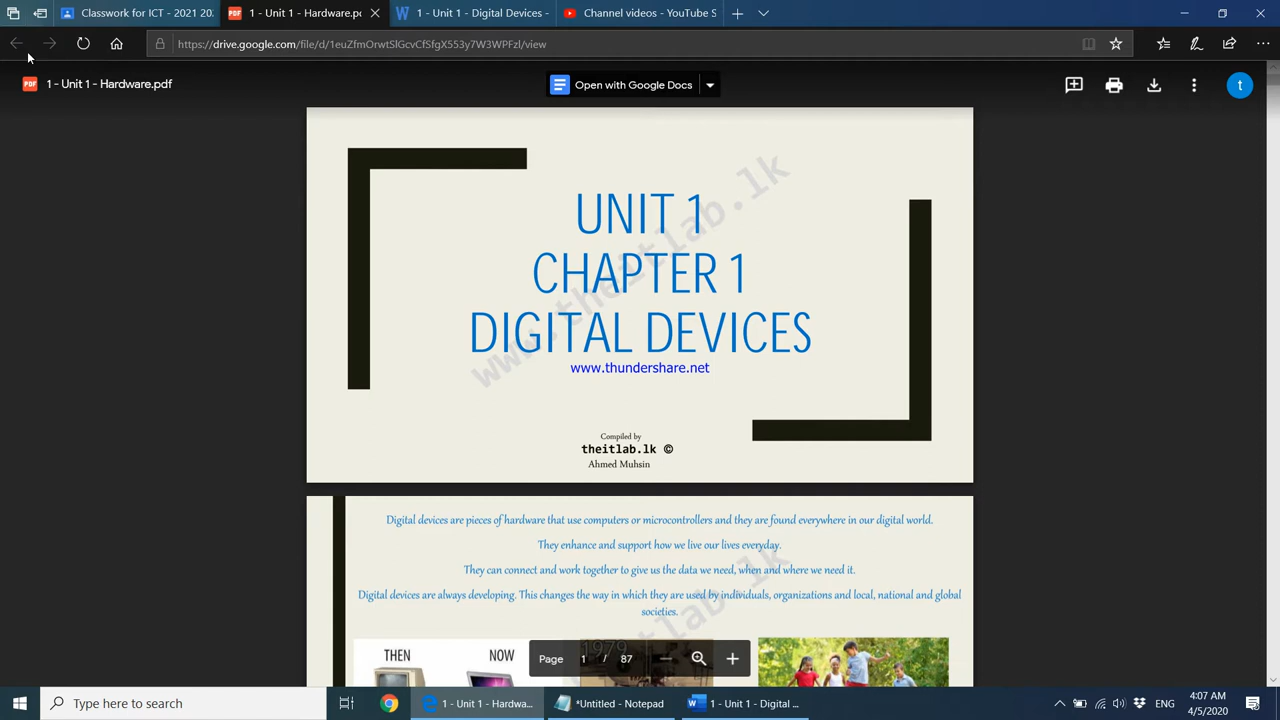 Classwork for ICT - 2021 20
1 - Unit 1 - Hardware.pc
1 - Unit 1 - Digital Devices
Channel - YouTube S
https://drive.google.com/file/d/1euZfmOrwtSlGcvCfSfgX553y7W3WPFzl/view
PDF
1 - Unit 1 - Hardware.pdf
Open with Google Docs
t
UNIT 1
CHAPTER 1
DIGITAL DEVICES
www.thundershare.net
www.theitlab.lk
Compiled by
theitlab.lk ©
Ahmed Muhsin
Digital devices are pieces of hardware that use computers or microcontrollers and they are found everywhere in our digital world.
They enhance and support how we live our lives everyday.
They can connect and work together to give us the data we need, when and where we need it.
Digital devices are always developing. This changes the way in which they are used by individuals, organizations and local, national and global
societies.
THEN NOW
1979
Page 1 / 87
Type here to search
1 - Unit 1 - Hardwa...
*Untitled - Notepad
1 - Unit 1 - Digital ...
ENG
4:07 AM
4/5/2020